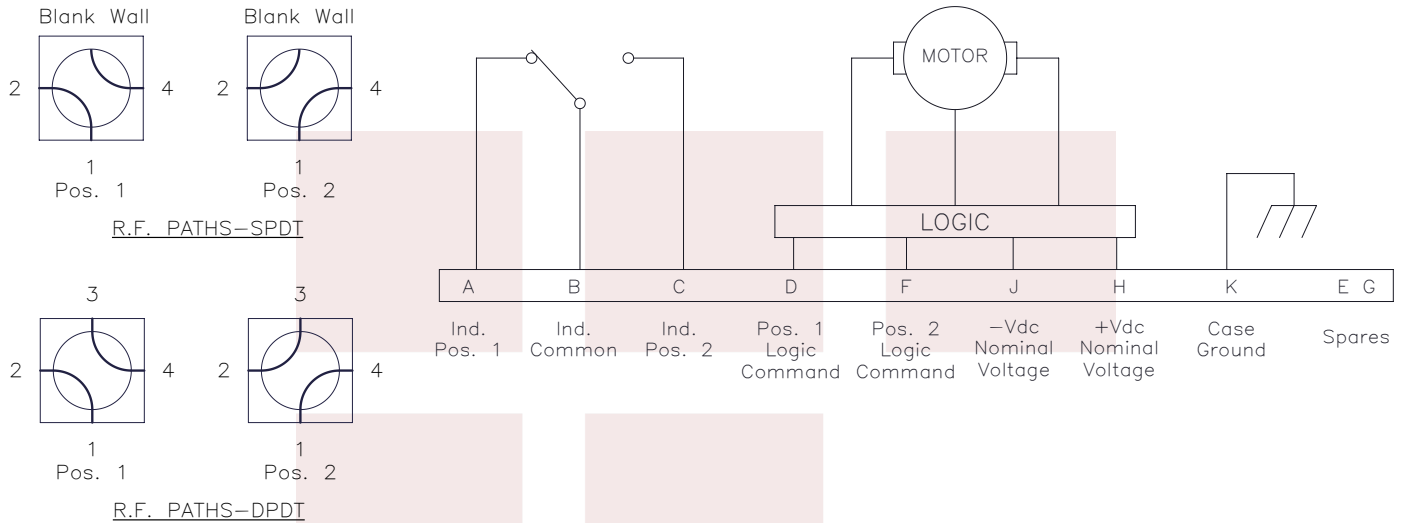 Blank Wall
2
4
1
Pos. 1
Blank Wall
2
4
1
Pos. 2
R.F. PATHS-SPDT
3
2
4
1
Pos. 1
3
2
4
1
Pos. 2
R.F. PATHS-DPDT
MOTOR
LOGIC
A B C D F J H K E G
Ind.
Pos. 1
Ind.
Common
Ind.
Pos. 2
Pos. 1
Logic
Command
Pos. 2
Logic
Command
-Vdc
Nominal
Voltage
+Vdc
Nominal
Voltage
Case
Ground
Spares